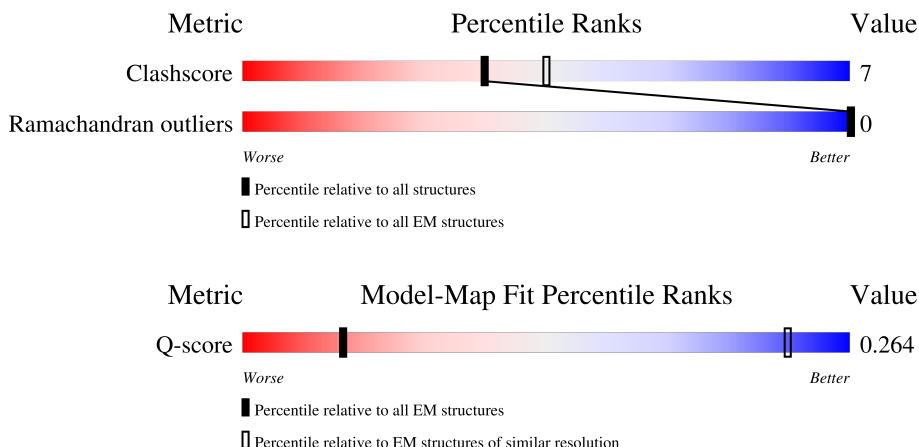 Metric Percentile Ranks Value
Clashscore 7
Ramachandran outliers 0
Worse Better
Percentile relative to all structures
Percentile relative to all EM structures
Metric Model-Map Fit Percentile Ranks Value
Q-score 0.264
Worse Better
Percentile relative to all EM structures
Percentile relative to EM structures of similar resolution